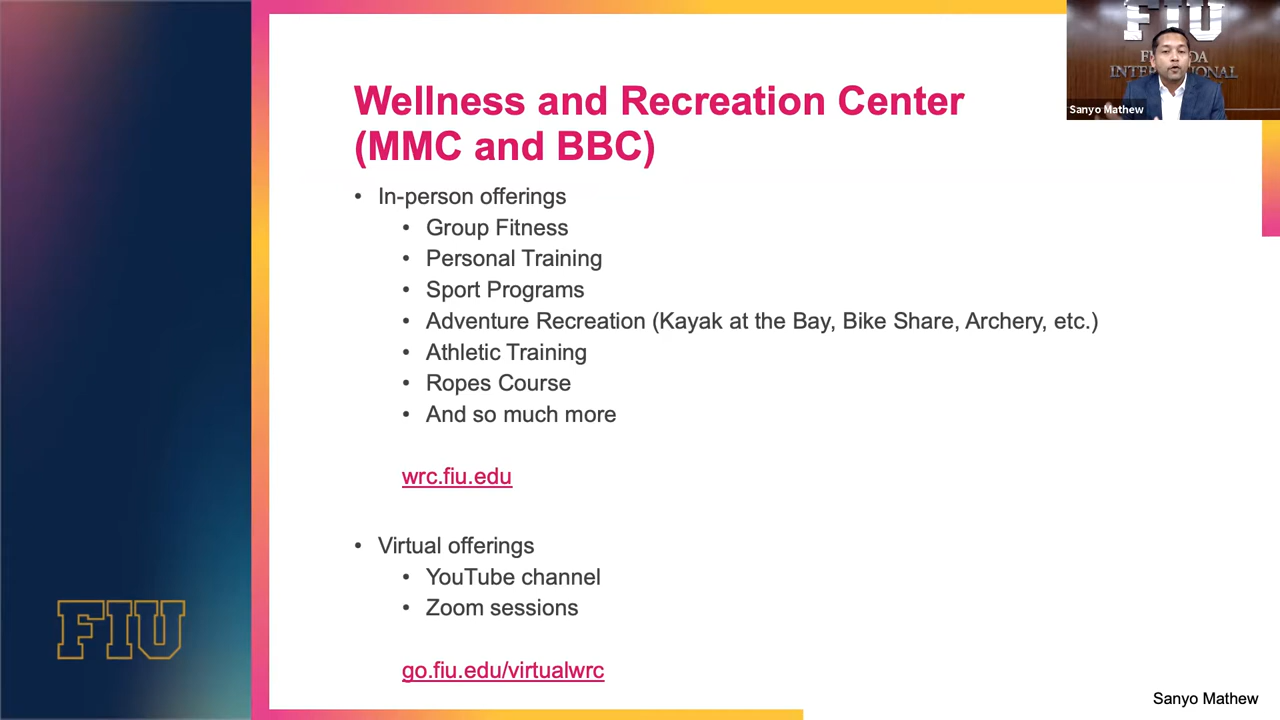 Wellness and Recreation Center
(MMC and BBC)
• In-person offerings
• Group Fitness
• Personal Training
• Sport Programs
• Adventure Recreation (Kayak at the Bay, Bike Share, Archery, etc.)
• Athletic Training
• Ropes Course
• And so much more
wrc.fiu.edu
• Virtual offerings
• YouTube channel
• Zoom sessions
go.fiu.edu/virtualwrc
FIU
FIU
Sanyo Mathew
Sanyo Mathew